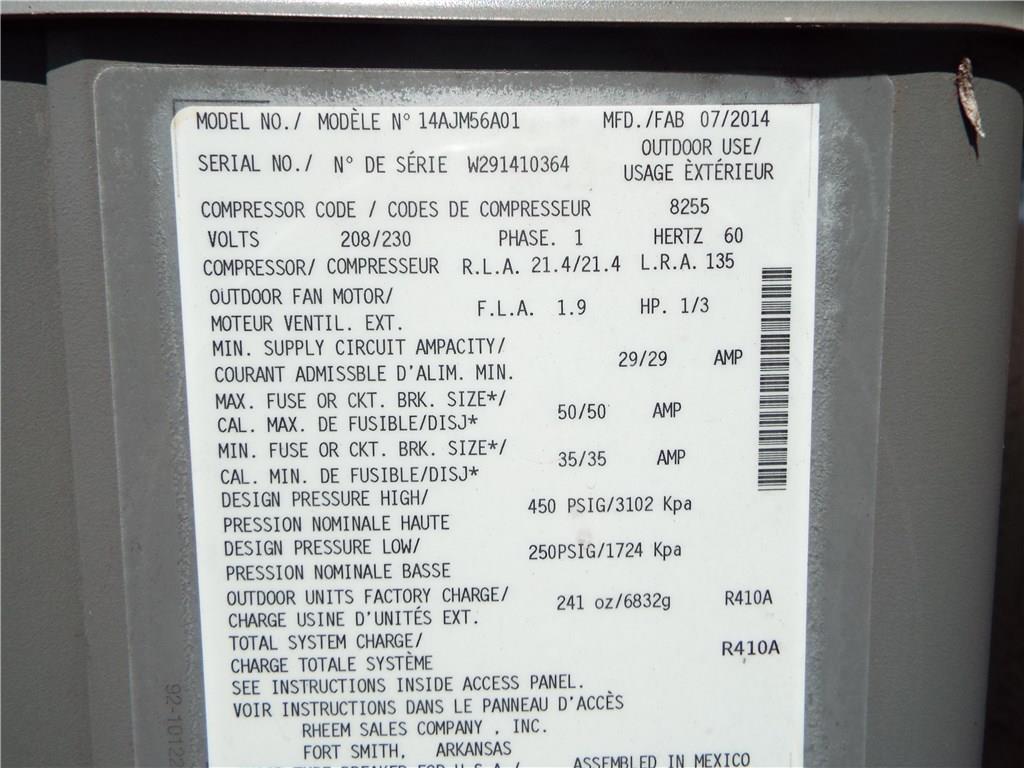 MODEL NO./ MODÈLE N° 14AJM56A01 MFD./FAB 07/2014
OUTDOOR USE/
SERIAL NO./ N° DE SÉRIE W291410364
USAGE ÈXTÉRIEUR
COMPRESSOR CODE / CODES DE COMPRESSEUR 8255
VOLTS 208/230 PHASE. 1 HERTZ 60
COMPRESSOR/ COMPRESSEUR R.L.A. 21.4/21.4 L.R.A. 135
OUTDOOR FAN MOTOR/
F.L.A. 1.9 HP. 1/3
MOTEUR VENTIL. EXT.
MIN. SUPPLY CIRCUIT AMPACITY/
29/29 AMP
COURANT ADMISSBLE D'ALIM. MIN.
MAX. FUSE OR CKT. BRK. SIZE*/
50/50 AMP
CAL. MAX. DE FUSIBLE/DISJ*
MIN. FUSE OR CKT. BRK. SIZE*/
35/35 AMP
CAL. MIN. DE FUSIBLE/DISJ*
DESIGN PRESSURE HIGH/
450 PSIG/3102 Kpa
PRESSION NOMINALE HAUTE
DESIGN PRESSURE LOW/
250PSIG/1724 Kpa
PRESSION NOMINALE BASSE
OUTDOOR UNITS FACTORY CHARGE/
241 oz/6832g R410A
CHARGE USINE D'UNITÉS EXT.
TOTAL SYSTEM CHARGE/
R410A
CHARGE TOTALE SYSTÈME
SEE INSTRUCTIONS INSIDE ACCESS PANEL.
VOIR INSTRUCTIONS DANS LE PANNEAU D'ACCÈS
RHEEM SALES COMPANY , INC.
FORT SMITH, ARKANSAS
ASSEMBLED IN MEXICO